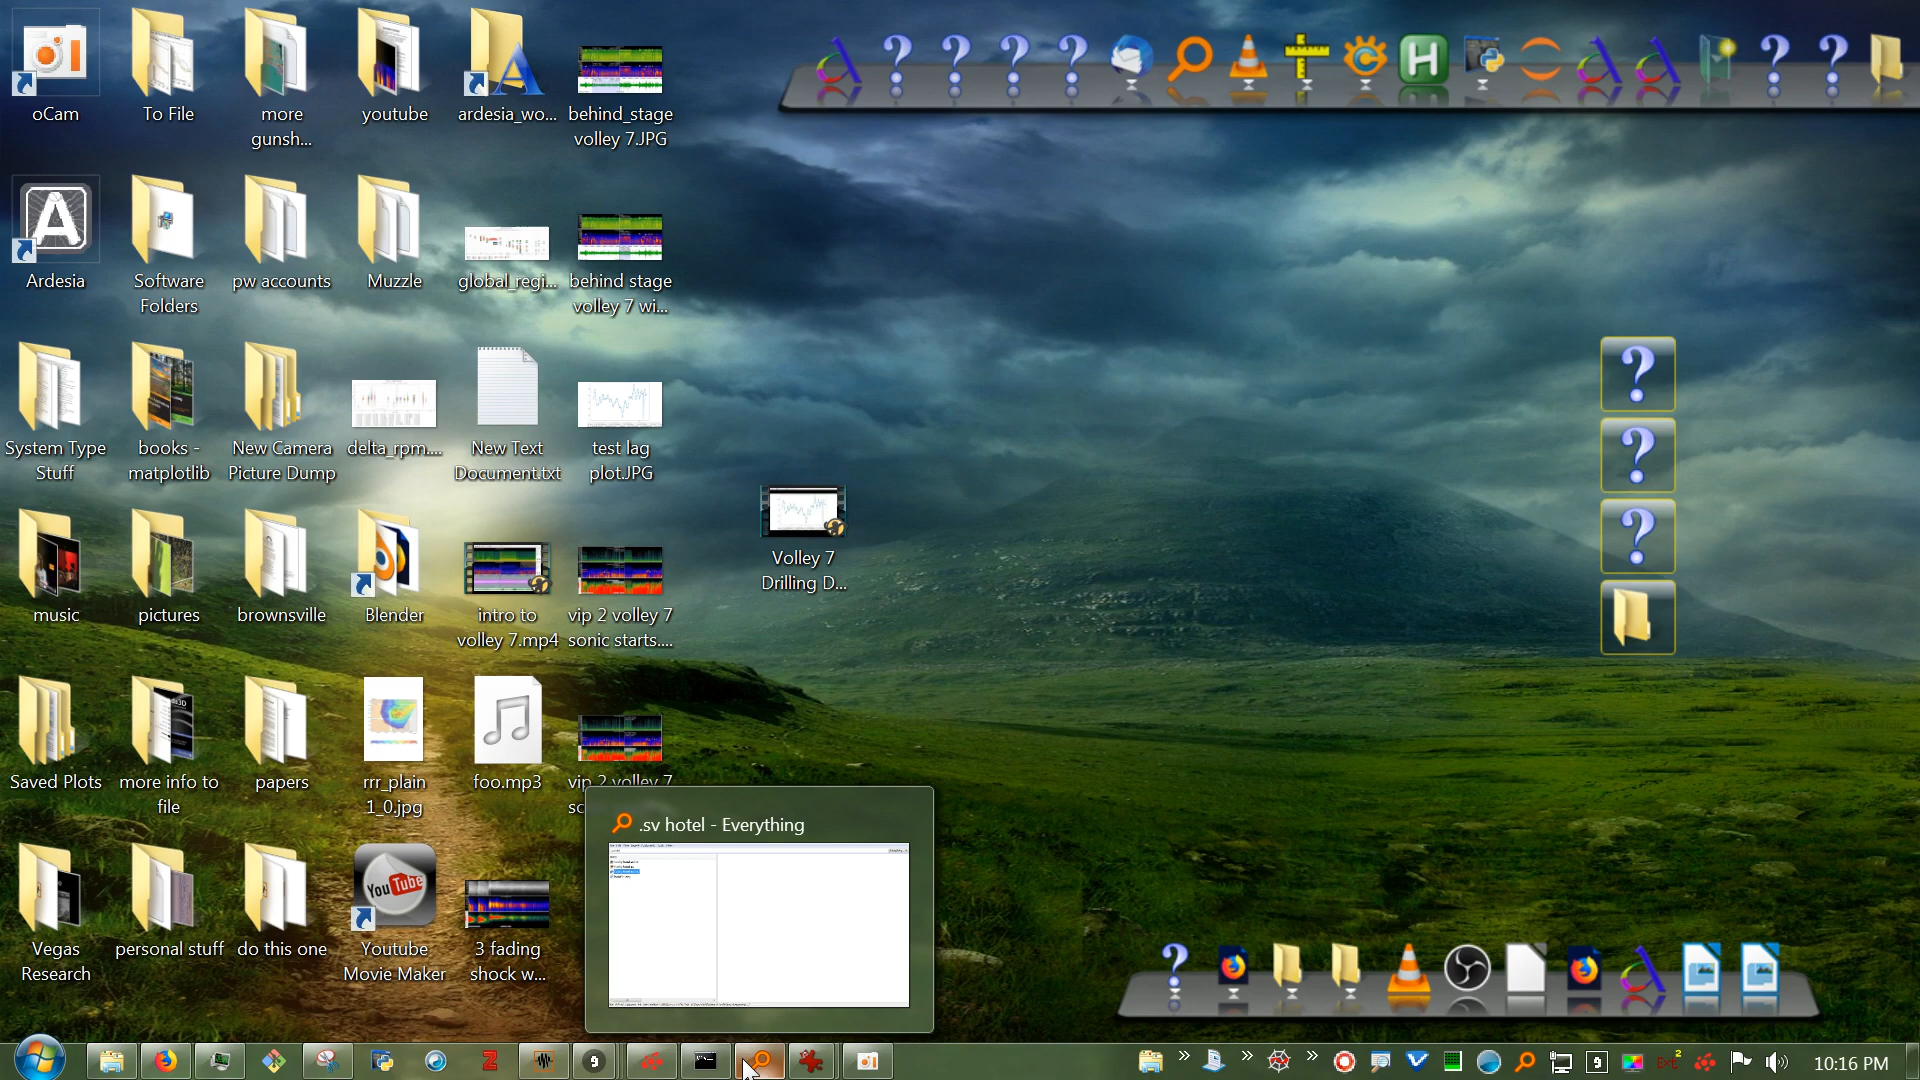 oCam
To File
more
gunsh...
youtube
ardesia_wo...
behind_stage
volley 7.JPG
Ardesia
Software
Folders
pw accounts
Muzzle
global_regi...
behind stage
volley 7 wi...
System Type
Stuff
books -
matplotlib
New Camera
Picture Dump
delta_rpm....
New Text
Document.txt
test lag
plot.JPG
Volley 7
Drilling D...
music
pictures
brownsville
Blender
intro to
volley 7.mp4
vip 2 volley 7
sonic starts....
Saved Plots
more info to
file
papers
rrr_plain
1_0.jpg
foo.mp3
vip 2 volley 7
.sv hotel - Everything
Vegas
Research
personal stuff
do this one
YouTube
Youtube
Movie Maker
3 fading
shock w...
10:16 PM